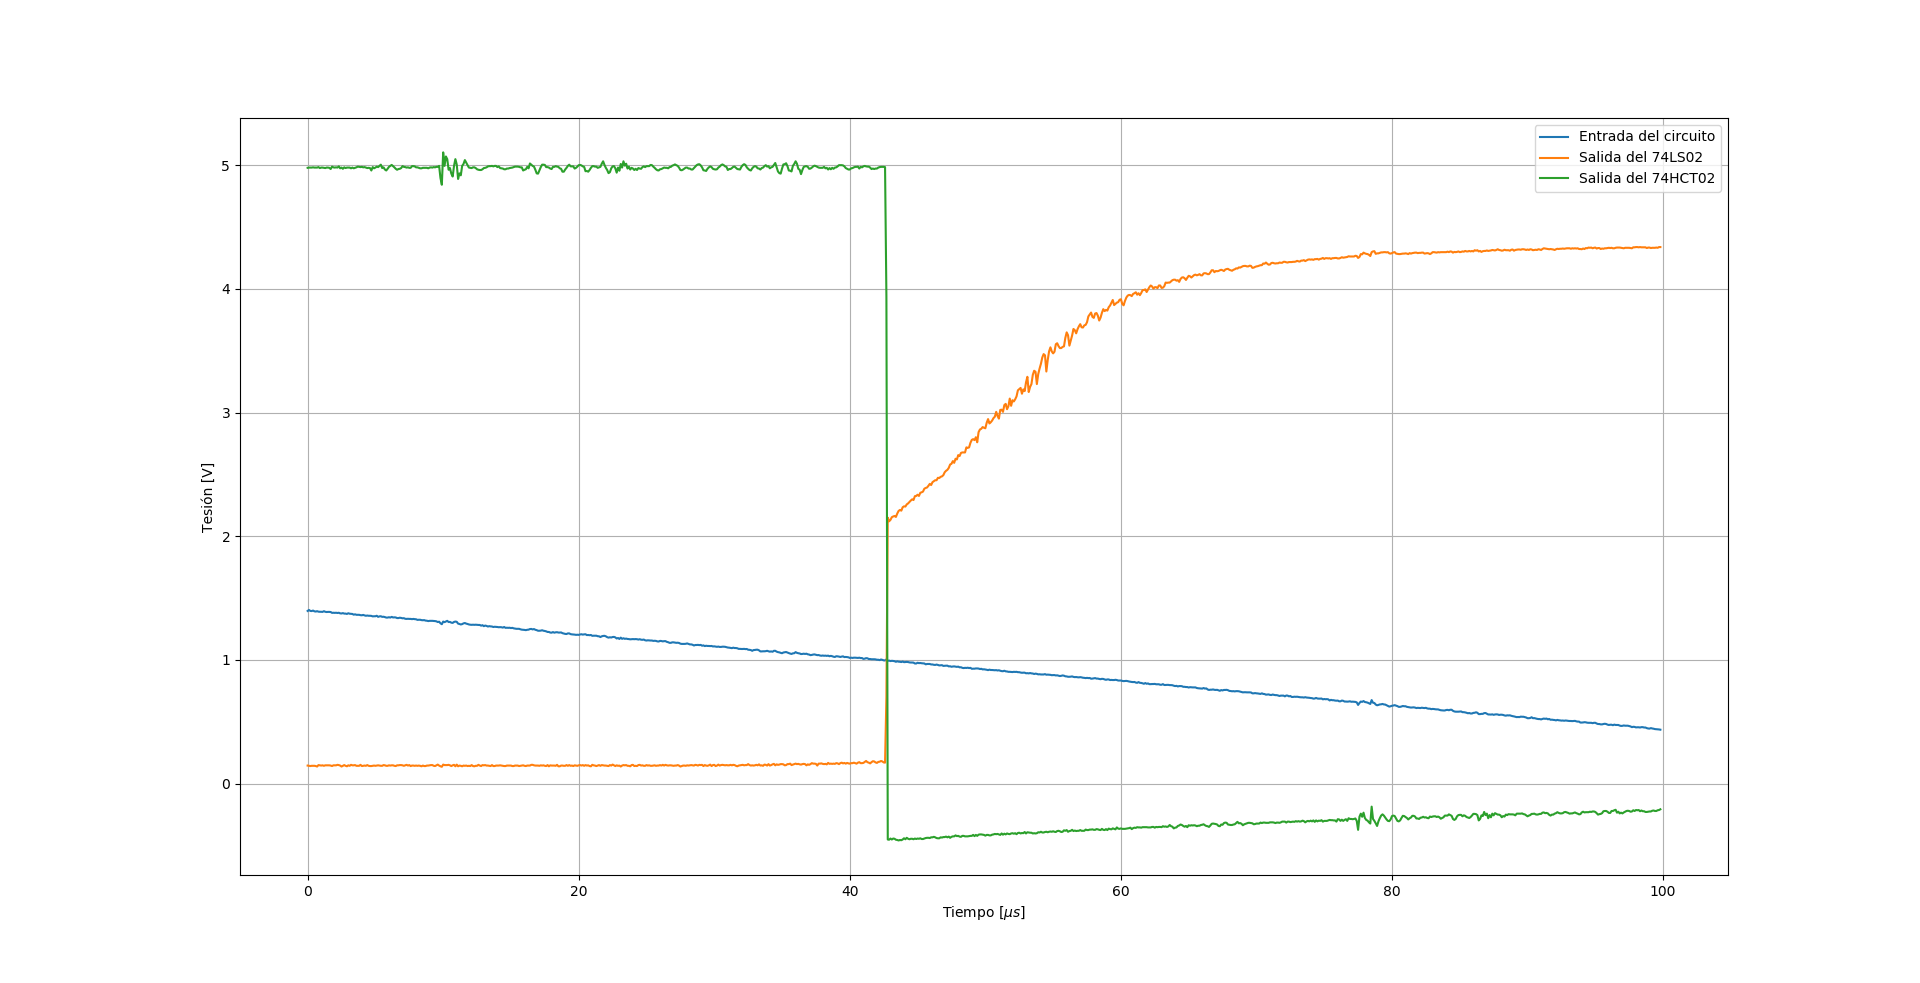 Entrada del circuito
Salida del 74LS02
Salida del 74HCT02
5
4
3
2
1
0
Tesión [V]
0 20 40 60 80 100
Tiempo [μs]